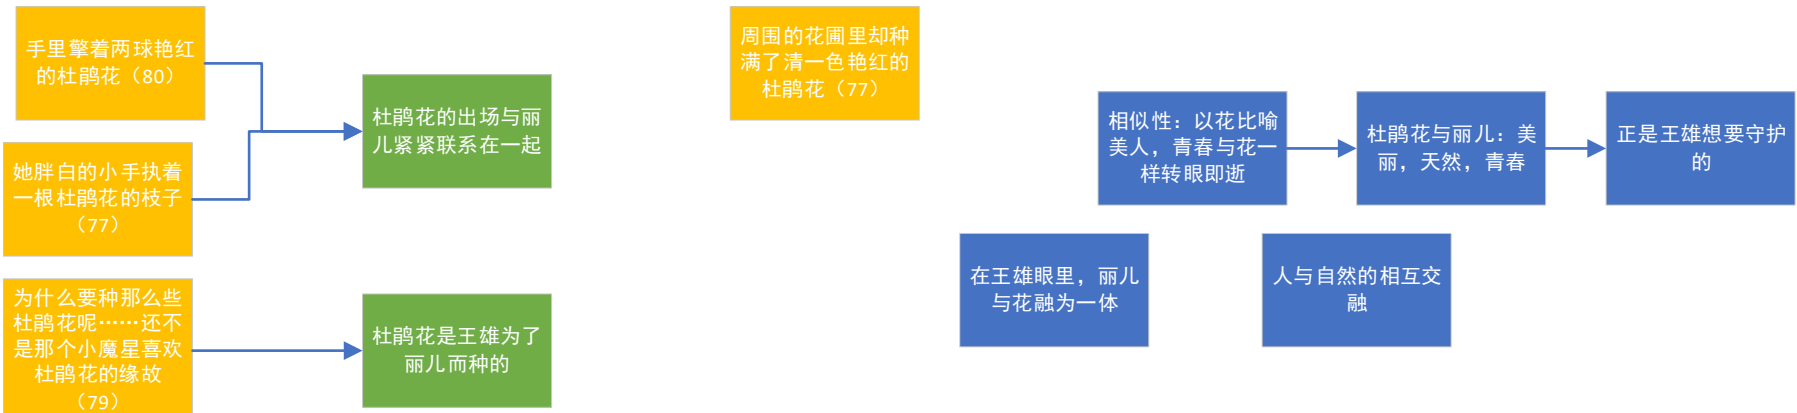 手里擎着两球艳红
的杜鹃花（80）
她胖白的小手执着
一根杜鹃花的枝子
（77）
为什么要种那么些
杜鹃花呢……还不
是那个小魔星喜欢
杜鹃花的缘故
（79）
杜鹃花的出场与丽
儿紧紧联系在一起
杜鹃花是王雄为了
丽儿而种的
周围的花圃里却种
满了清一色艳红的
杜鹃花（77）
相似性：以花比喻
美人，青春与花一
样转眼即逝
杜鹃花与丽儿：美
丽，天然，青春
正是王雄想要守护
的
在王雄眼里，丽儿
与花融为一体
人与自然的相互交
融